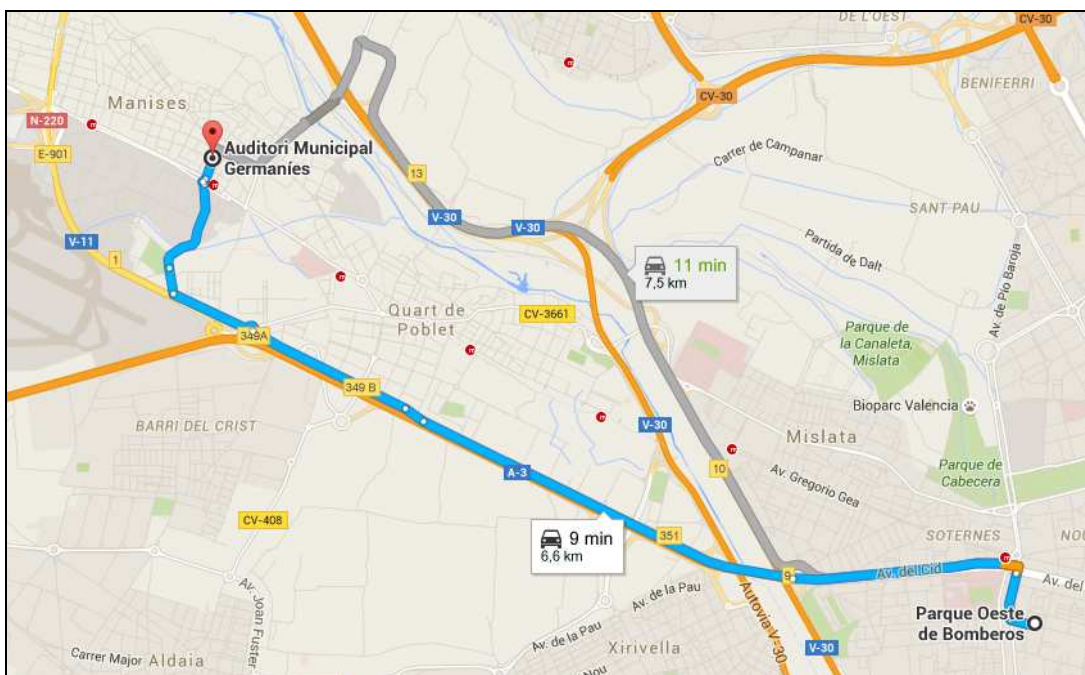 DE L'OEST
CV-30
BENIFERRI
CV-30
Manises
N-220
E-901
Auditori Municipal
Germaníes
Carrer de Campanar
13
SANT PAU
V-30
V-30
V-11
1
Partida de Dalt
11 min
7,5 km
Av. de Pío Baroja
Quart de
Poblet
CV-3661
349A
Parque de
la Canaleta,
Mislata
349 B
Bioparc Valencia
BARRI DEL CRIST
V-30
Mislata
A-3
10
Av. Gregorio Gea
Parque de
Cabecera
CV-408
9 min
6,6 km
351
SOTERNES
NOU
9
Av. del Cid
Av. del
Av. Joan Fuster
Av. de la Pau
Autovía V-30
Parque Oeste
de Bomberos
Av. de la Pau
Xirivella
V-30
Carrer Major
Aldaia
Nou